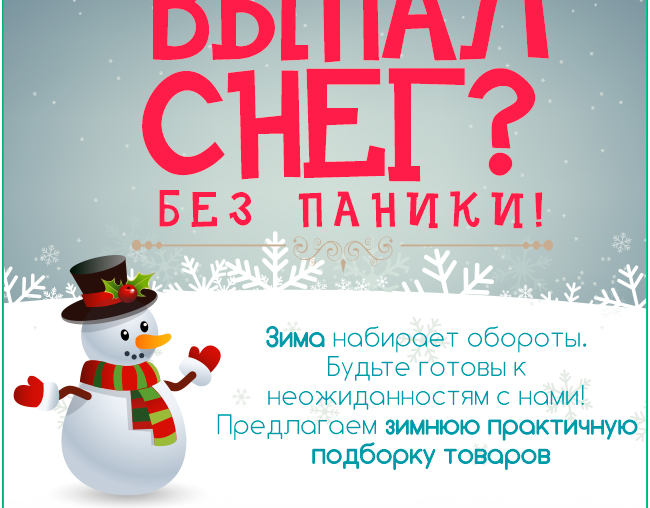 ВЫПАЛ
СНЕГ?
БЕЗ ПАНИКИ!
Зима набирает обороты.
Будьте готовы к
неожиданностям с нами!
Предлагаем зимнюю практичную
подборку товаров